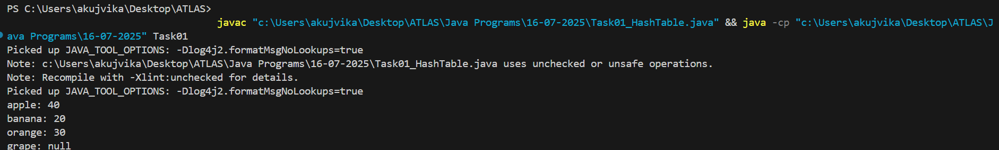 PS C:\Users\akujvika\Desktop\ATLAS>
javac "c:\Users\akujvika\Desktop\ATLAS\Java Programs\16-07-2025\Task01_HashTable.java" && java -cp "c:\Users\akujvika\Desktop\ATLAS\J
ava Programs\16-07-2025" Task01
Picked up JAVA_TOOL_OPTIONS: -Dlog4j2.formatMsgNoLookups=true
Note: c:\Users\akujvika\Desktop\ATLAS\Java Programs\16-07-2025\Task01_HashTable.java uses unchecked or unsafe operations.
Note: Recompile with -Xlint:unchecked for details.
Picked up JAVA_TOOL_OPTIONS: -Dlog4j2.formatMsgNoLookups=true
apple: 40
banana: 20
orange: 30
grape: null